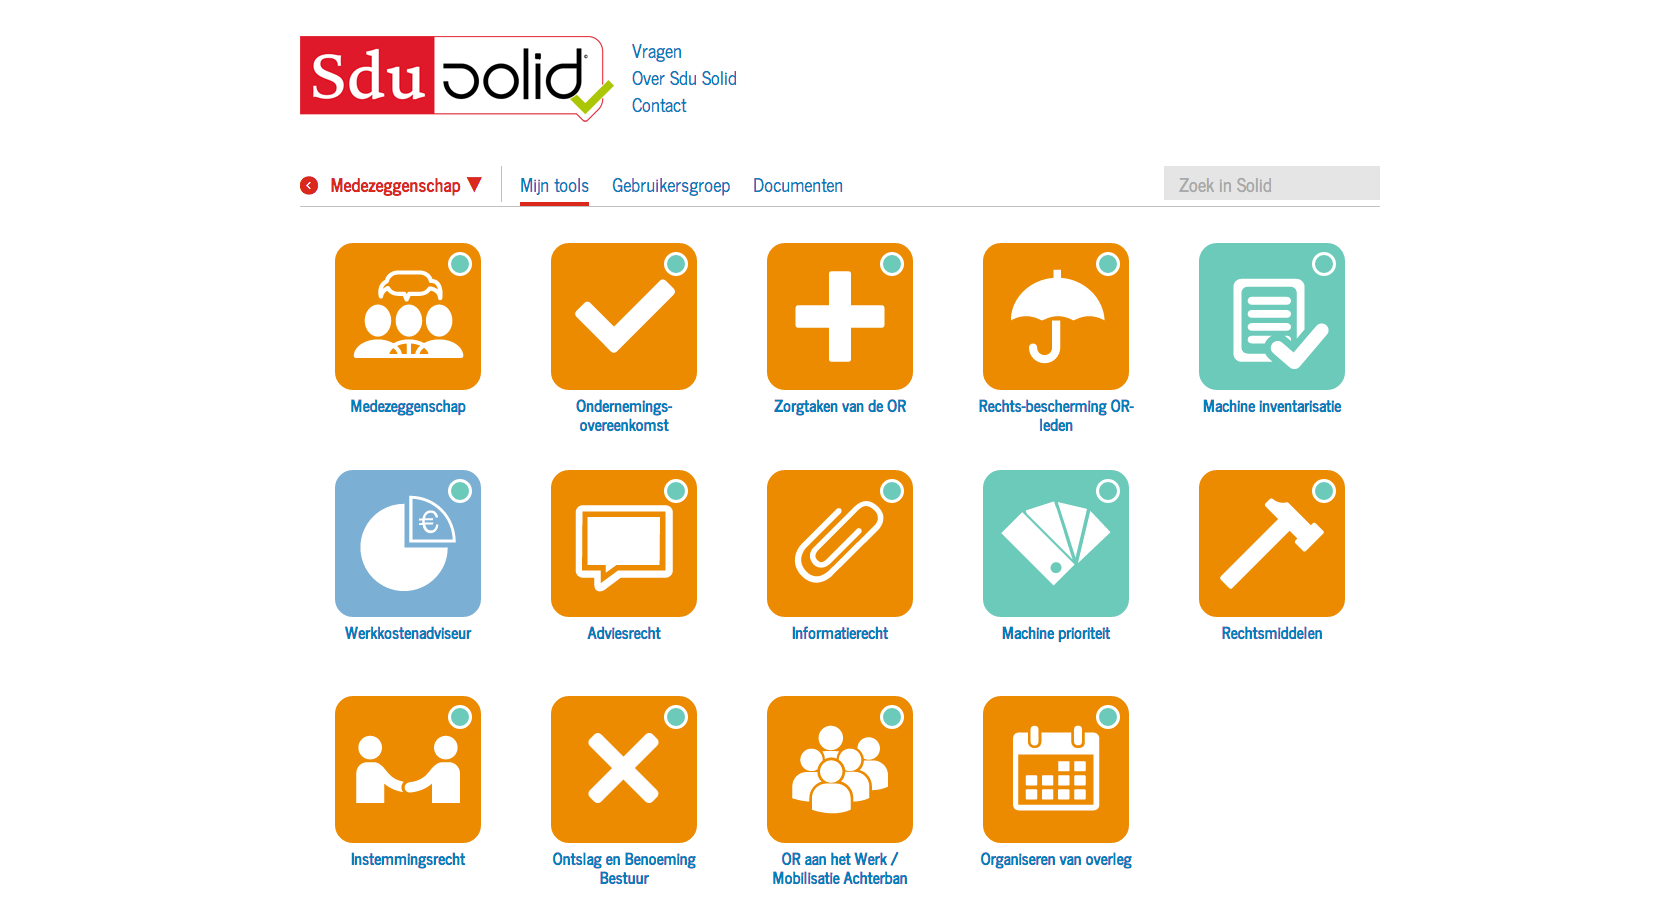 Sdu solid
Vragen
Over Sdu Solid
Contact
Medezeggenschap
Mijn tools
Gebruikersgroep
Documenten
Zoek in Solid
Medezeggenschap
Ondernemings-
overeenkomst
Zorgtaken van de OR
Rechts-bescherming OR-
leden
Machine inventarisatie
€
Werkkostenadviseur
Adviesrecht
Informatierecht
Machine prioriteit
Rechtsmiddelen
Instemmingsrecht
Ontslag en Benoeming
Bestuur
OR aan het Werk /
Mobilisatie Achterban
Organiseren van overleg